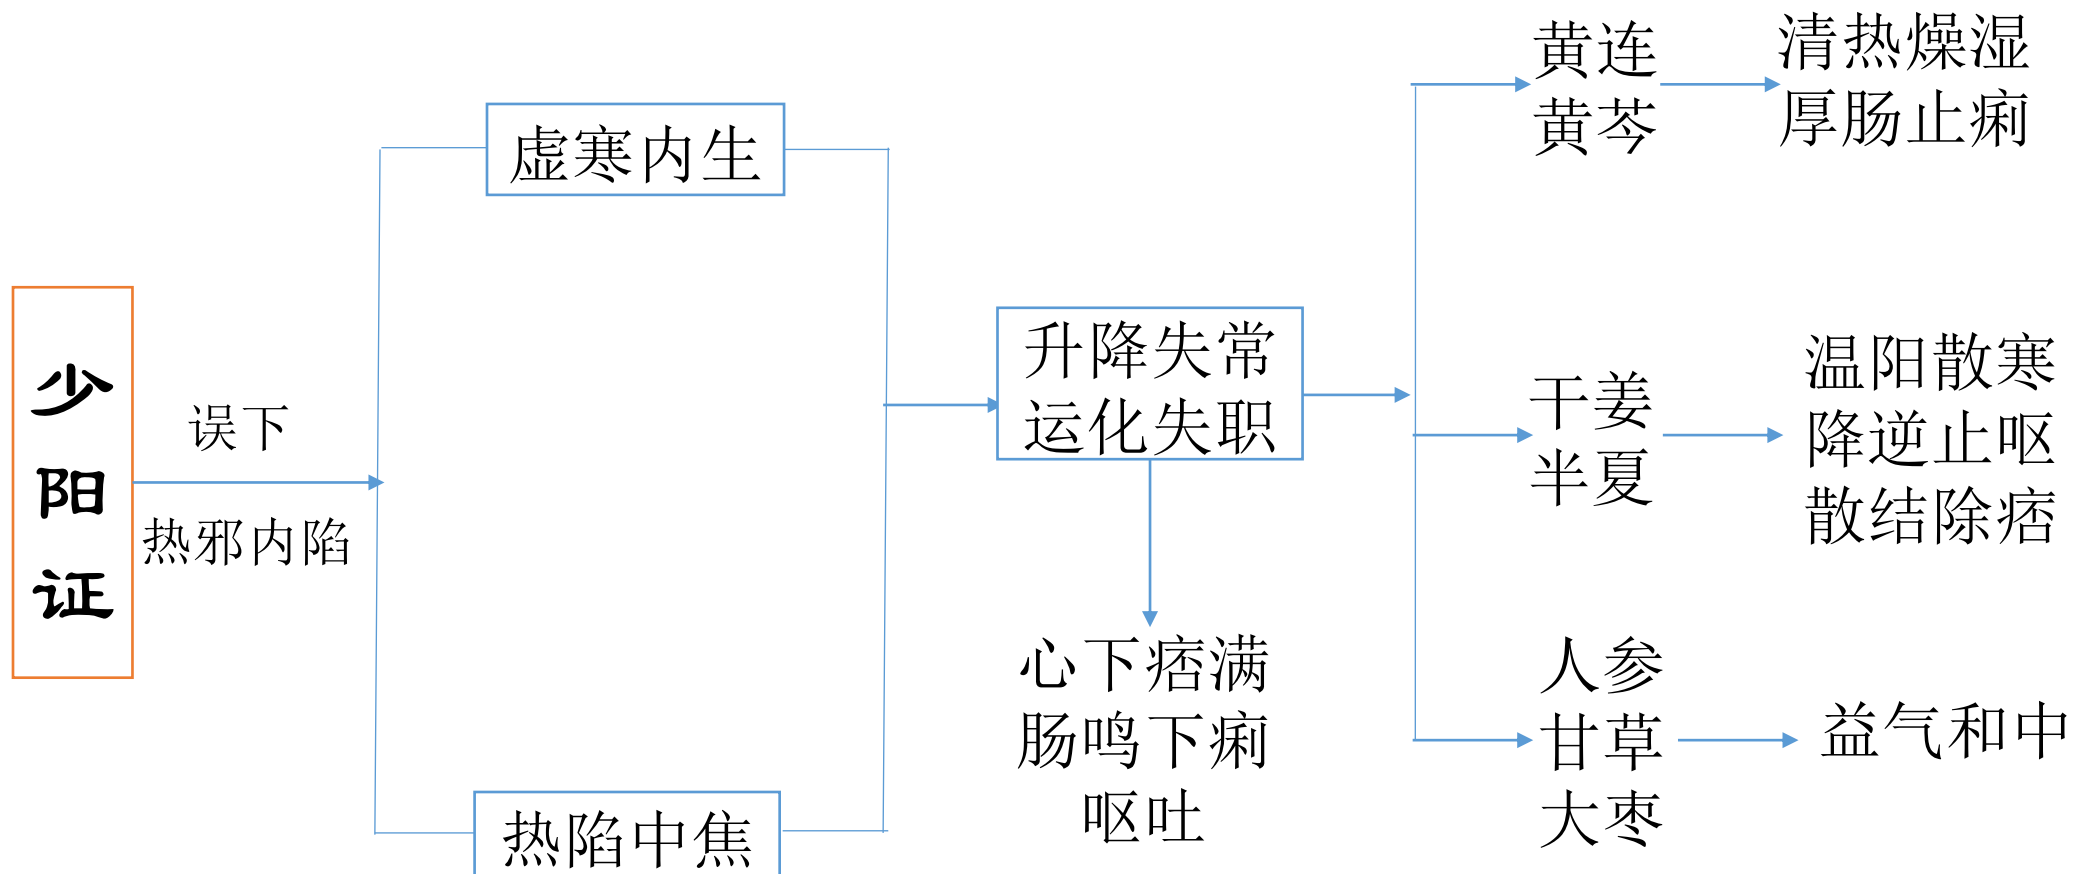 少阳证
误下
热邪内陷
虚寒内生
热陷中焦
升降失常
运化失职
心下痞满
肠鸣下痢
呕吐
黄连
黄芩
清热燥湿
厚肠止痢
干姜
半夏
温阳散寒
降逆止呕
散结除痞
人参
甘草
大枣
益气和中